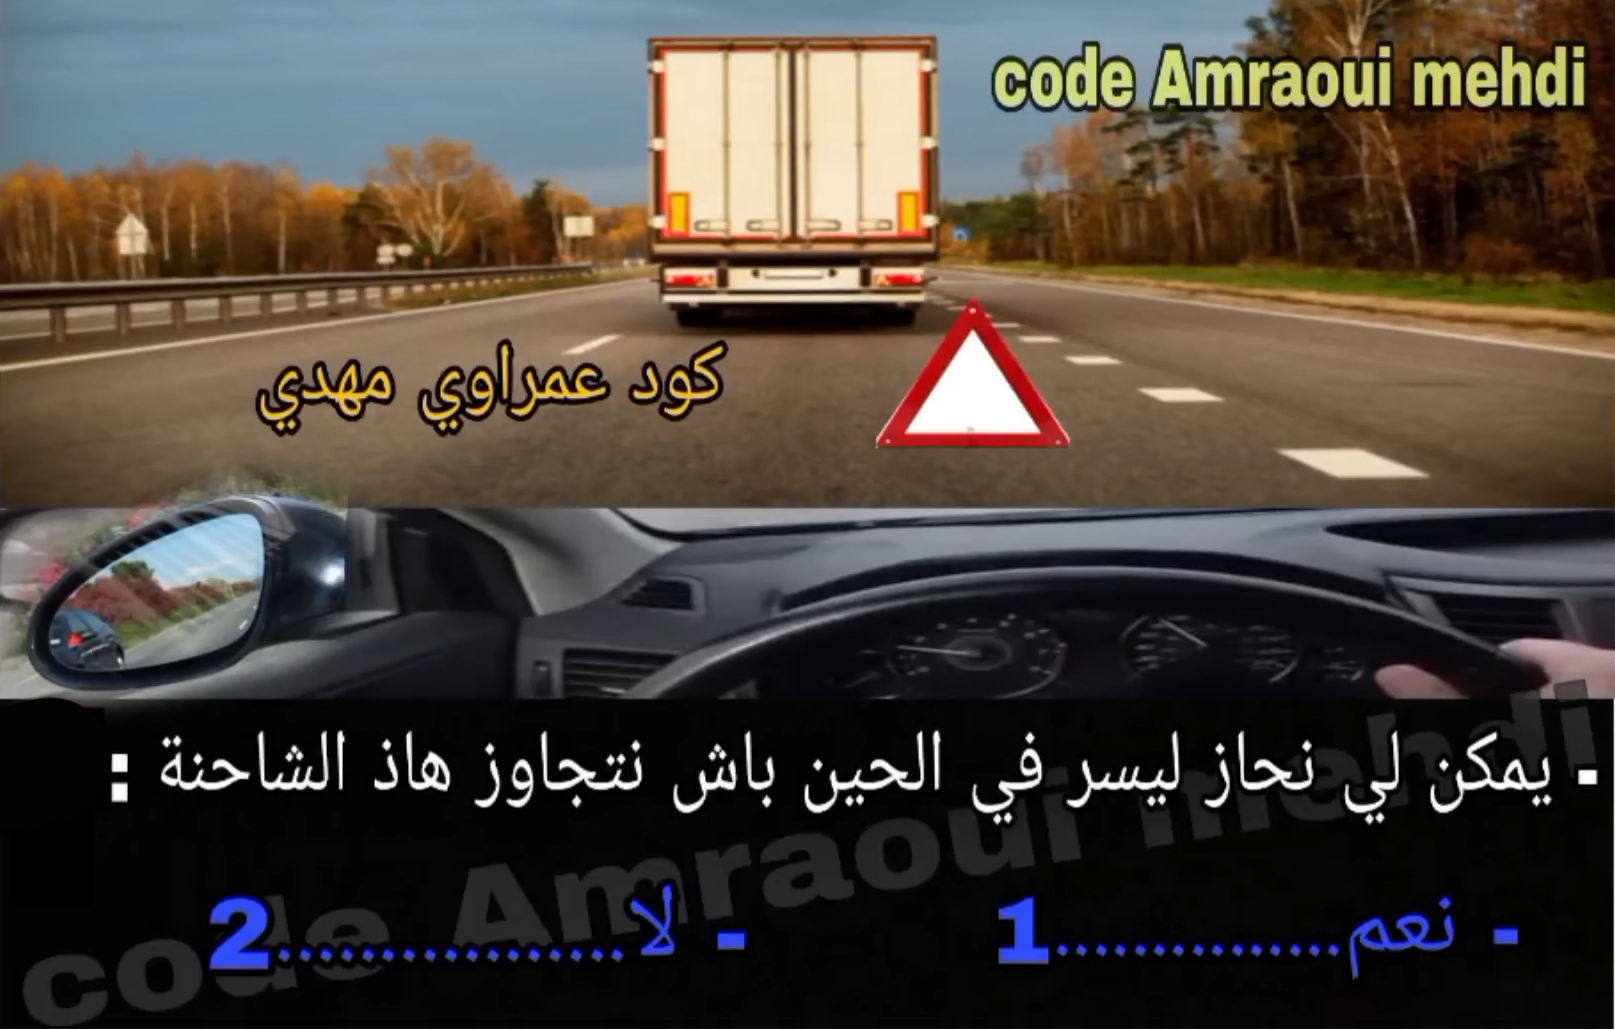 code Amraoui mehdi
كود عمراوي مهدي
- يمكن لي نحاز ليسر في الحين باش نتجاوز هاذ الشاحنة :
- نعم..............1
- لا.................2
code Amraoui mehdi